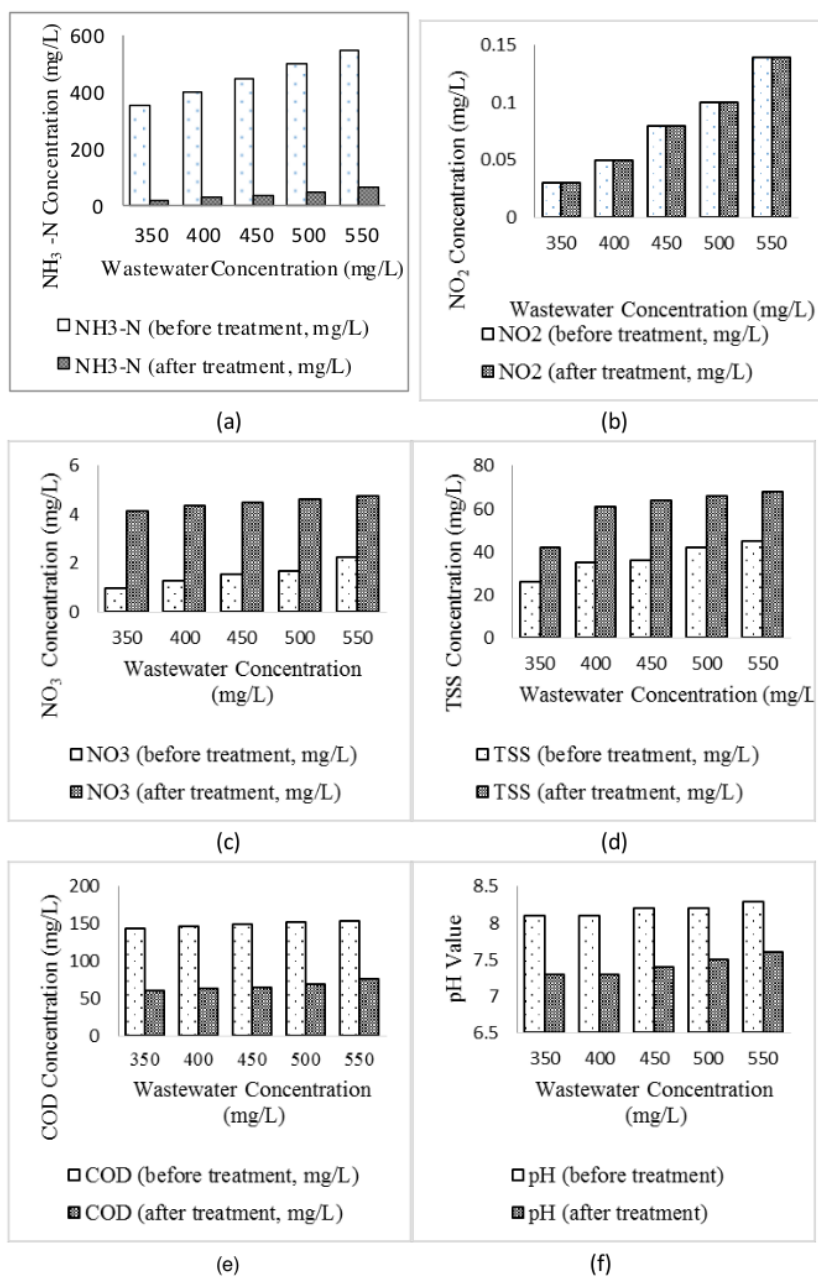 NH3 -N Concentration (mg/L)
600
400
200
0
350 400 450 500 550
Wastewater Concentration (mg/L)
NH3-N (before treatment, mg/L)
NH3-N (after treatment, mg/L)
(a)
NO2 Concentration (mg/L)
0.15
0.1
0.05
0
350 400 450 500 550
Wastewater Concentration (mg/L)
NO2 (before treatment, mg/L)
NO2 (after treatment, mg/L)
(b)
NO3 Concentration (mg/L)
6
4
2
0
350 400 450 500 550
Wastewater Concentration
(mg/L)
NO3 (before treatment, mg/L)
NO3 (after treatment, mg/L)
(c)
TSS Concentration (mg/L)
80
60
40
20
0
350 400 450 500 550
Wastewater Concentration (mg/L
TSS (before treatment, mg/L)
TSS (after treatment, mg/L)
(d)
COD Concentration (mg/L)
200
150
100
50
0
350 400 450 500 550
Wastewater Concentration
(mg/L)
COD (before treatment, mg/L)
COD (after treatment, mg/L)
(e)
pH Value
8.5
8
7.5
7
6.5
350 400 450 500 550
Wastewater Concentration
(mg/L)
pH (before treatment)
pH (after treatment)
(f)